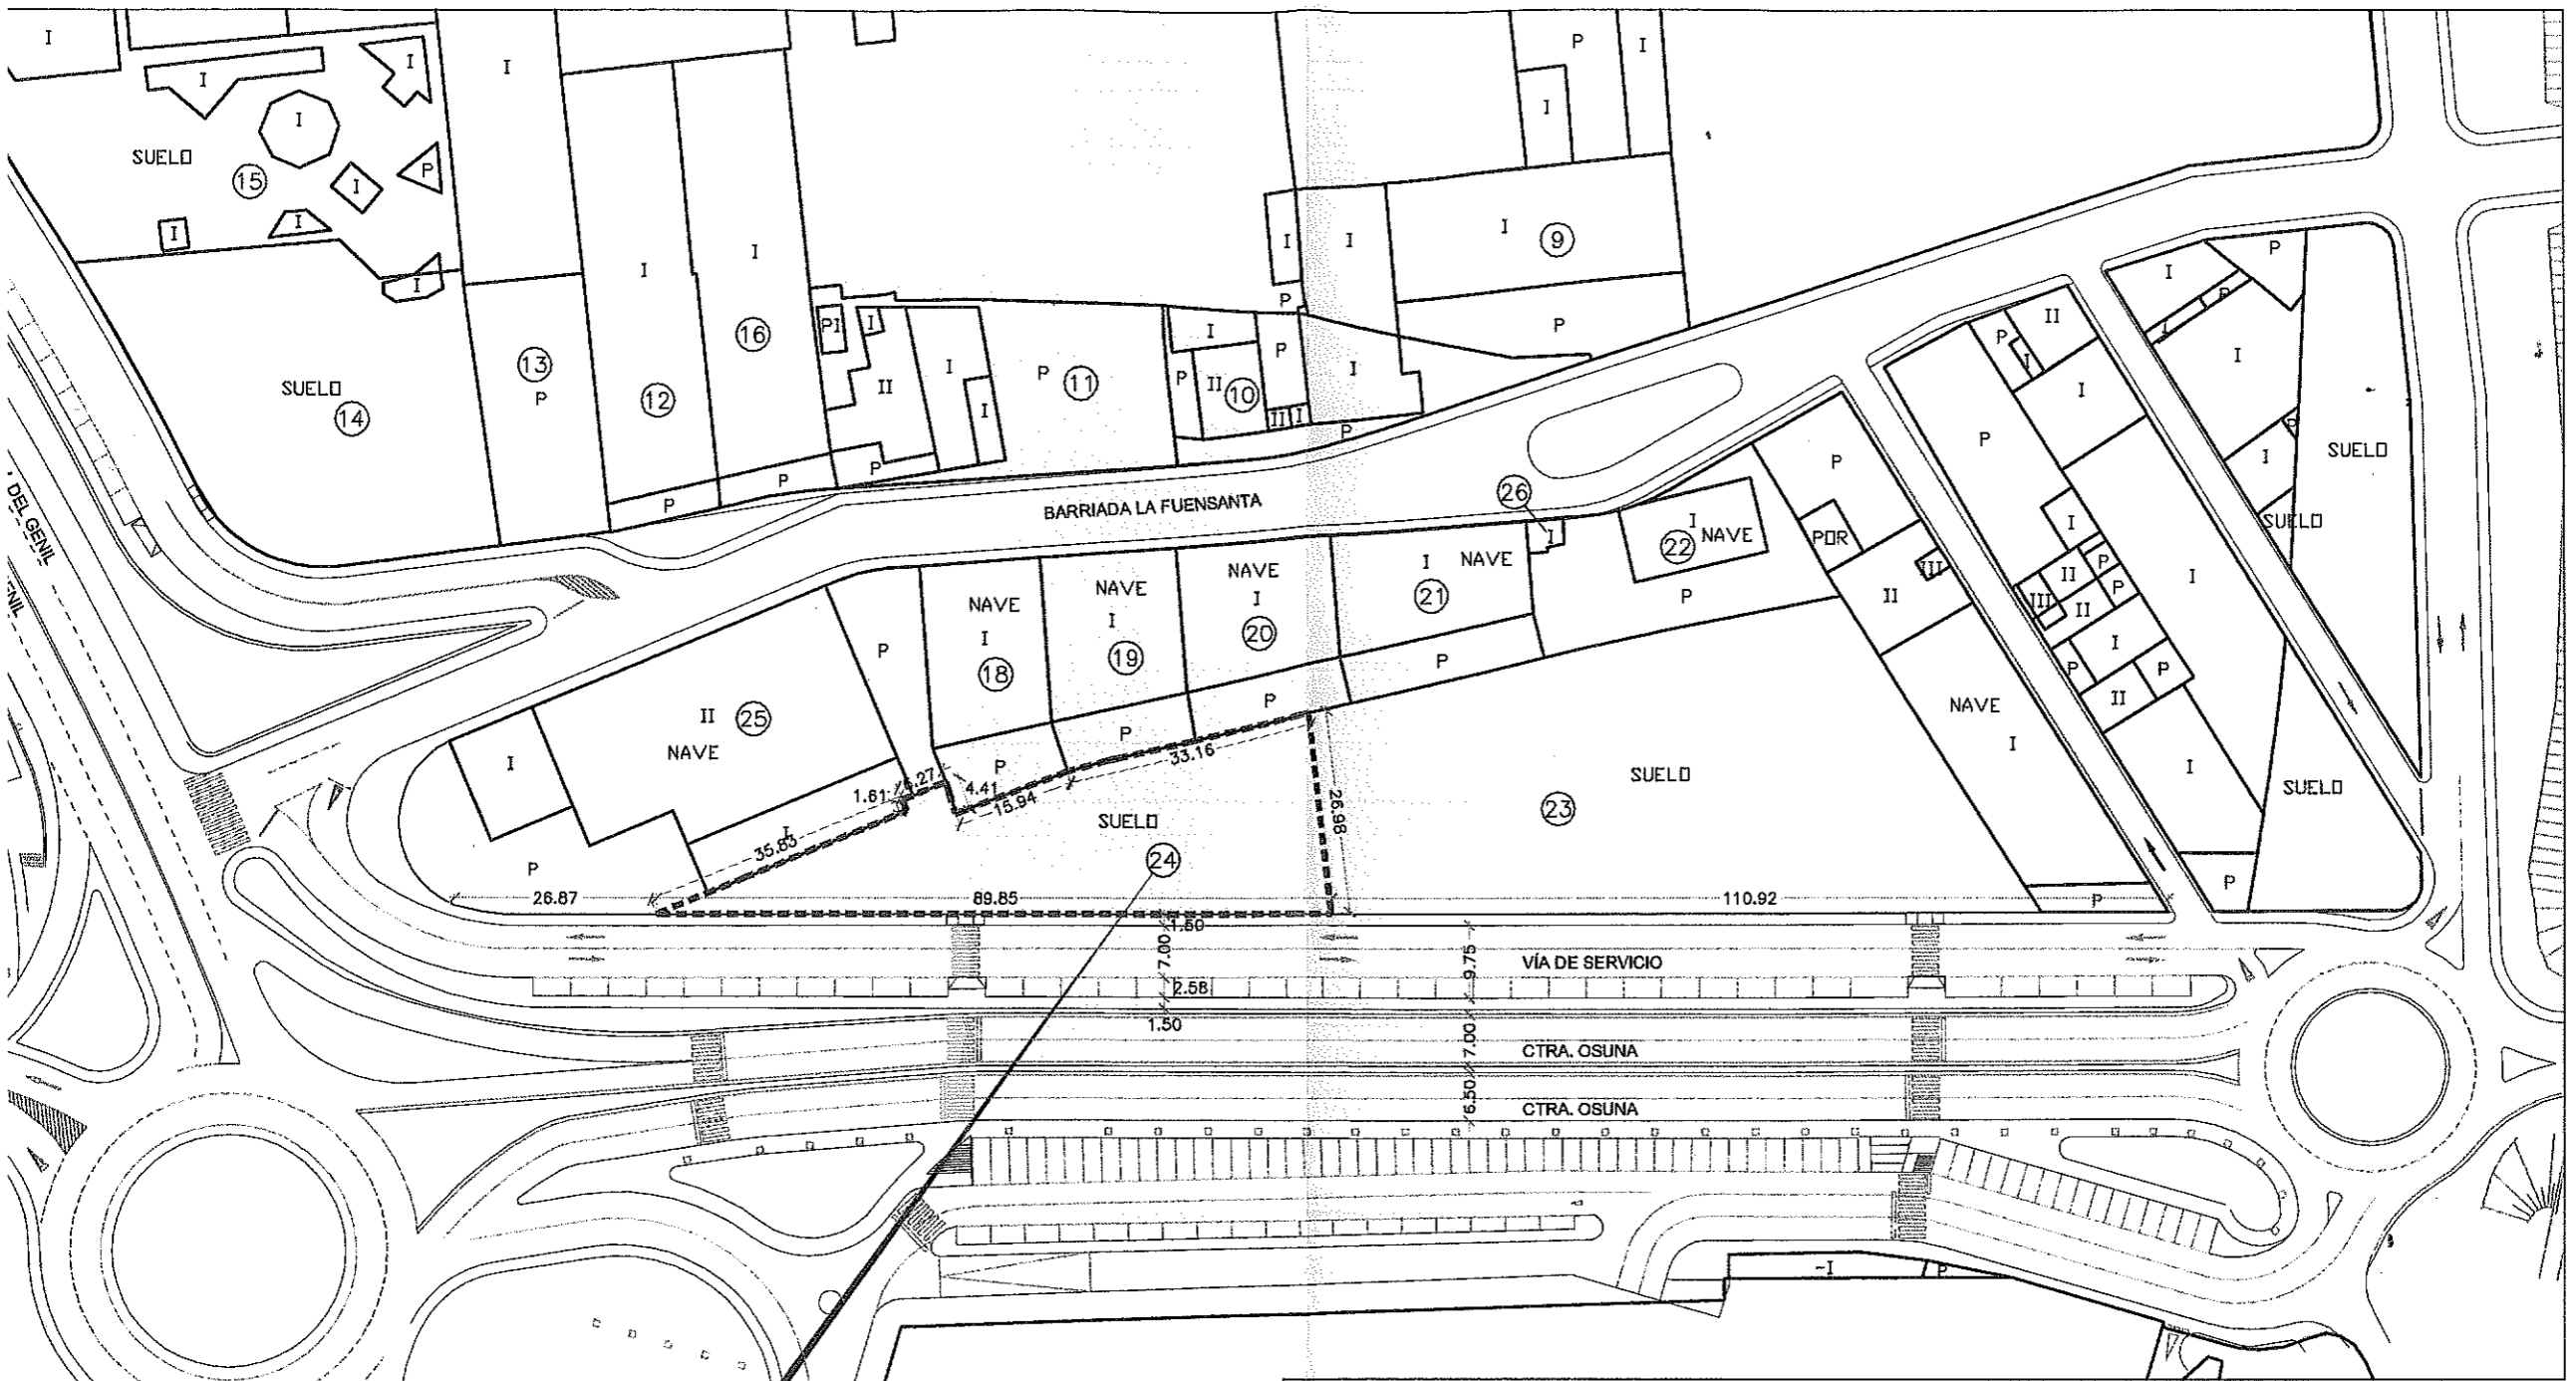 I
I
I
I
I
P
I
SUELO
15
I
P
I
I
I
I
I
I
I
I
9
I
P
I
II
P
I
P
P
I
SUELO
14
13
P
12
16
PI
I
II
I
I
P
11
I
P
II
10
P
II
I
I
P
P
P
P
P
I
I
P
I
SUELO
SUELO
DEL GENIL
BARRIADA LA FUENSANTA
26
I
I
NAVE
22
P
POR
II
III
P
I
II
P
III
II
P
I
P
P
II
I
I
NAVE
I
18
NAVE
I
19
NAVE
I
20
I
NAVE
21
P
P
P
P
P
P
II
25
NAVE
I
I
P
NAVE
I
I
SUELO
P
P
SUELO
23
SUELO
24
1.61
5.27
4.41
15.94
33.16
26.98
35.83
26.87
89.85
110.92
1.50
7.00
2.58
1.50
9.75
7.00
6.50
VÍA DE SERVICIO
CTRA. OSUNA
CTRA. OSUNA
-I
P